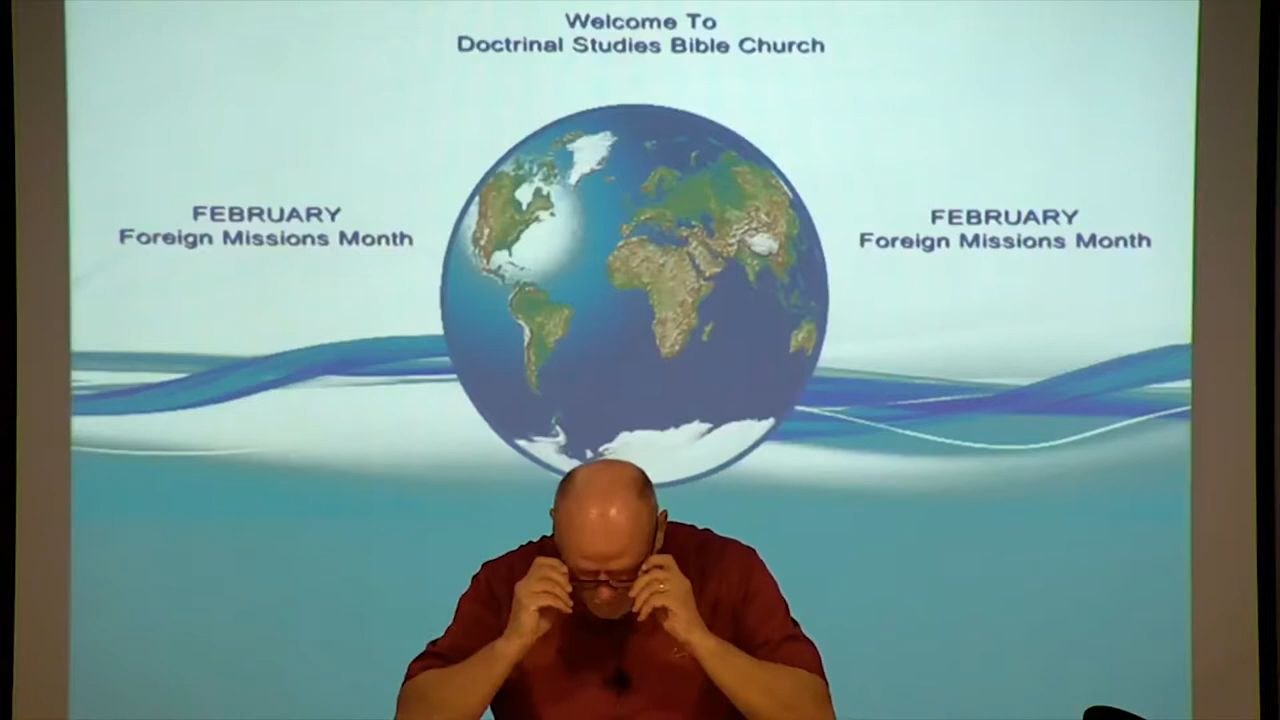 Welcome To
Doctrinal Studies Bible Church
FEBRUARY
Foreign Missions Month
FEBRUARY
Foreign Missions Month